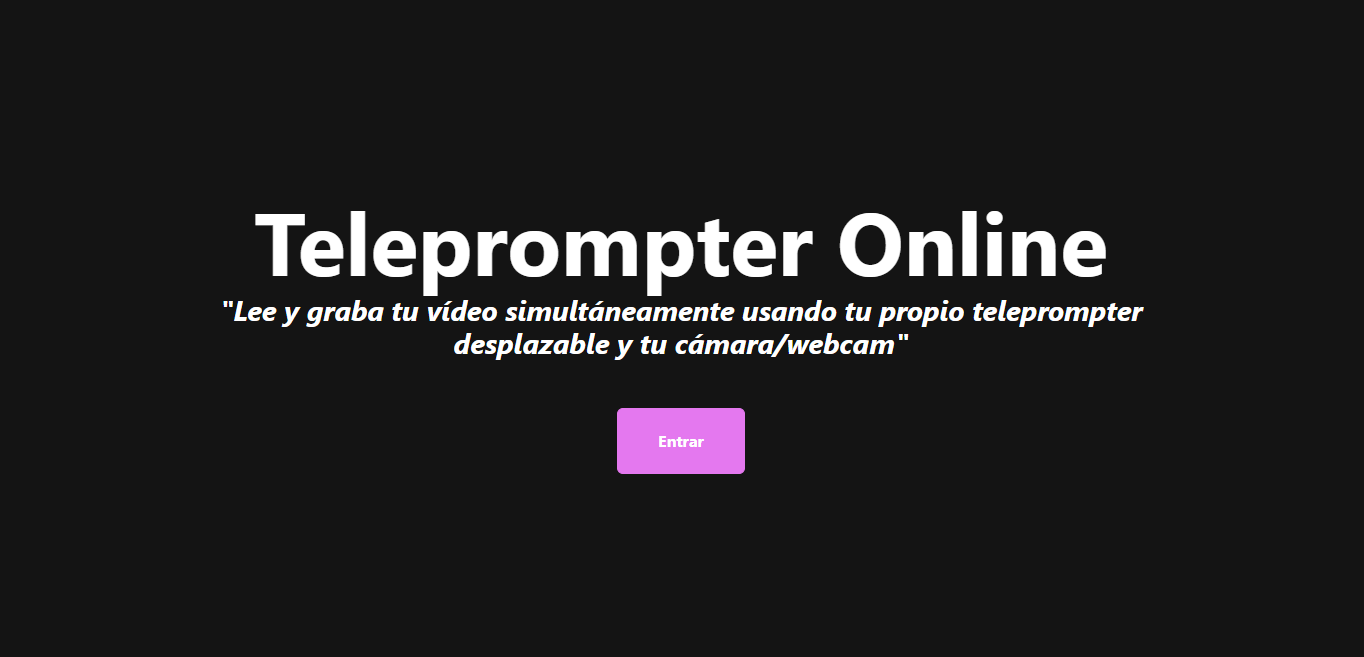 Teleprompter Online
"Lee y graba tu vídeo simultáneamente usando tu propio teleprompter
desplazable y tu cámara/webcam"
Entrar